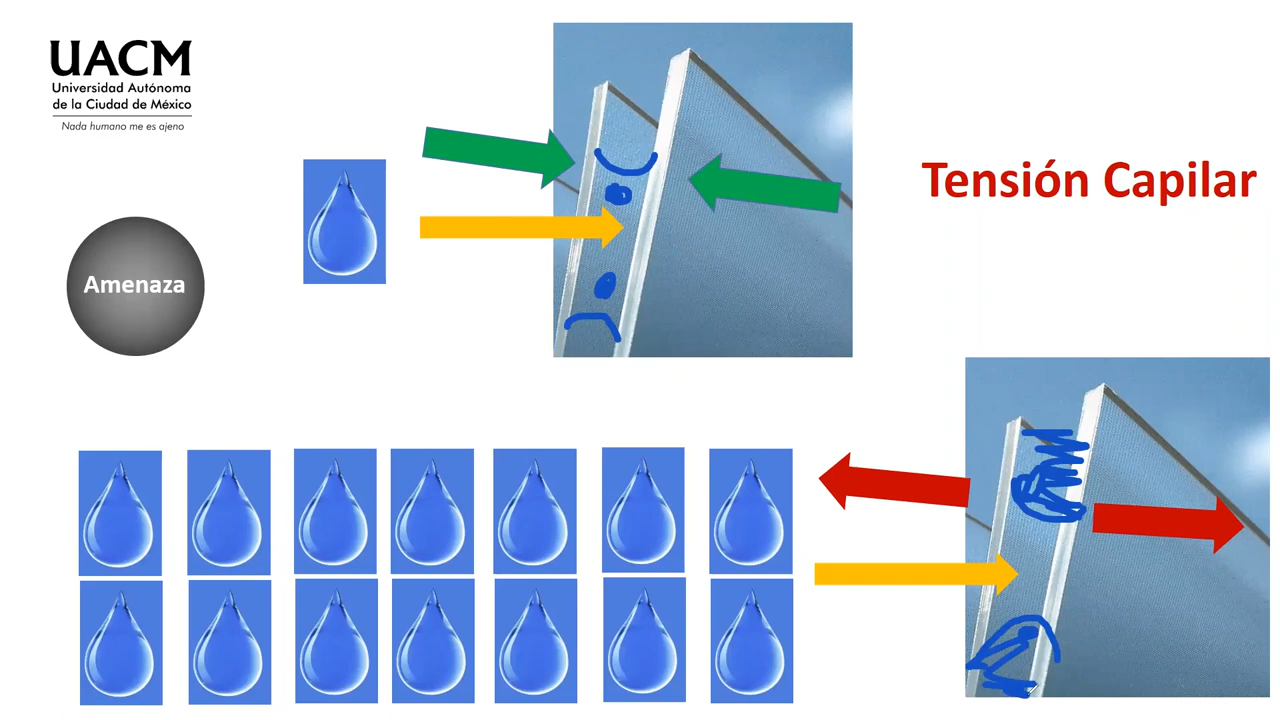 UACM
Universidad Autónoma
de la Ciudad de México
Nada humano me es ajeno
Tensión Capilar
Amenaza